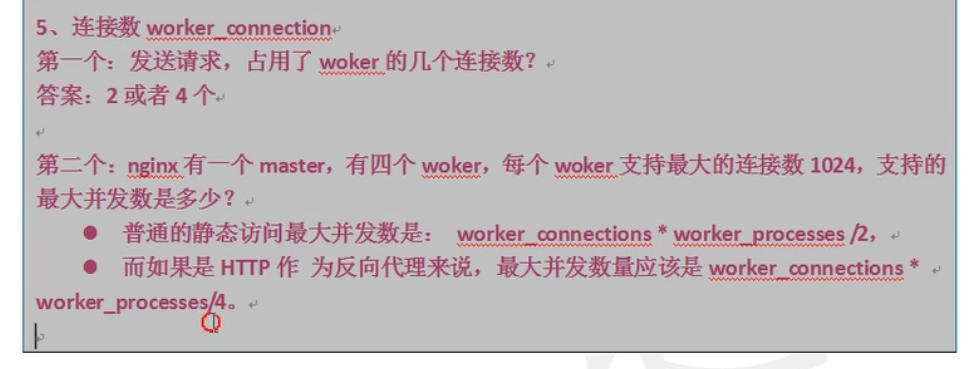 5、连接数 worker_connection
第一个：发送请求，占用了 woker 的几个连接数？
答案：2 或者 4 个
第二个：nginx 有一个 master，有四个 woker，每个 woker 支持最大的连接数 1024，支持的
最大并发数是多少？
● 普通的静态访问最大并发数是： worker_connections * worker_processes /2，
● 而如果是 HTTP 作 为反向代理来说，最大并发数量应该是 worker_connections *
worker_processes/4。